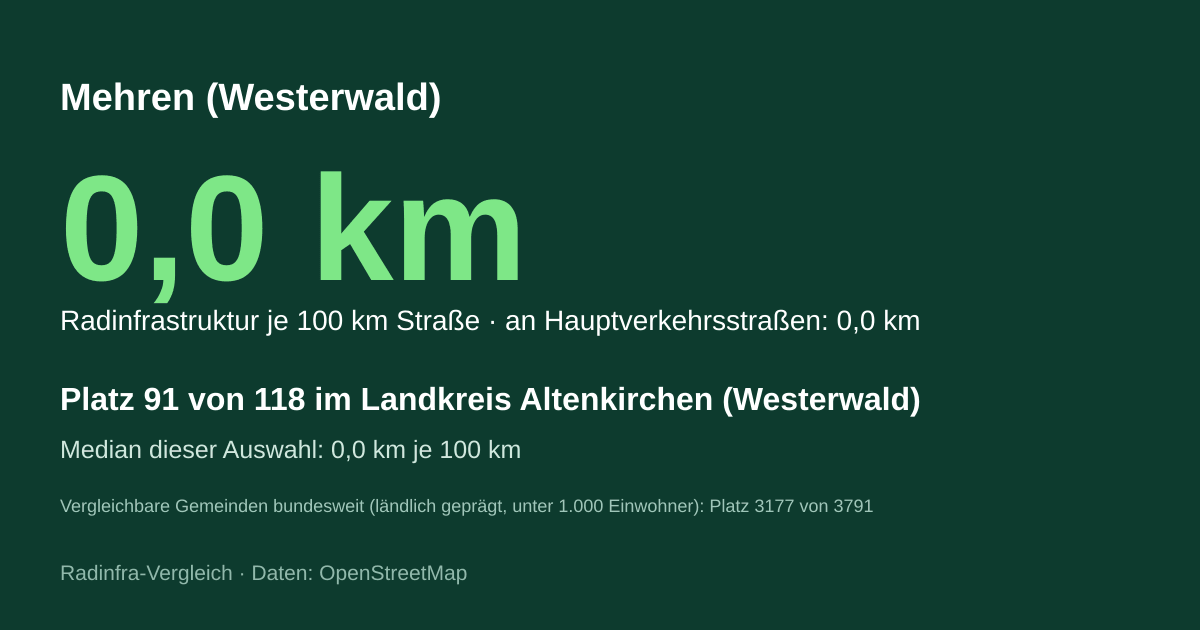 Mehren (Westerwald)
0,0 km
Radinfrastruktur je 100 km Straße · an Hauptverkehrsstraßen: 0,0 km
Platz 91 von 118 im Landkreis Altenkirchen (Westerwald)
Median dieser Auswahl: 0,0 km je 100 km
Vergleichbare Gemeinden bundesweit (ländlich geprägt, unter 1.000 Einwohner): Platz 3177 von 3791
Radinfra-Vergleich · Daten: OpenStreetMap